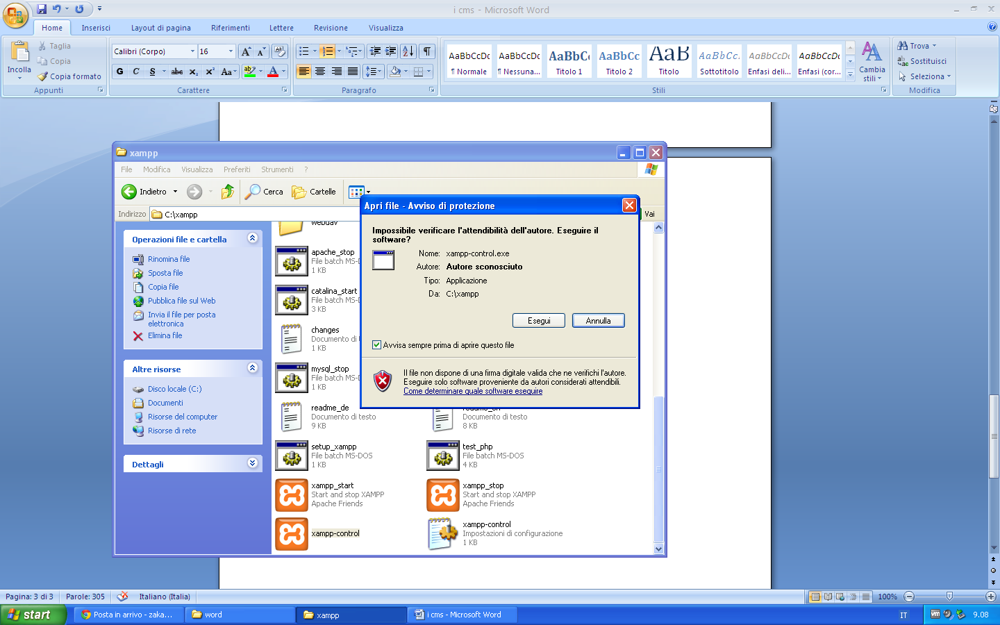 i cms - Microsoft Word
Home
Inserisci
Layout di pagina
Riferimenti
Lettere
Revisione
Visualizza
Incolla
Taglia
Copia
Copia formato
Appunti
Calibri (Corpo)
16
G C S abc x₂ x² Aa
Carattere
Paragrafo
AaBbCcDc
¶ Normale
AaBbCcDc
¶ Nessuna...
AaBbC
Titolo 1
AaBbCc
Titolo 2
AaB
Titolo
AaBbCc.
Sottotitolo
AaBbCcDc
Enfasi deli...
AaBbCcDc
Enfasi (cor...
Cambia
stili
Stili
Trova
Sostituisci
Seleziona
Modifica
xampp
File
Modifica
Visualizza
Preferiti
Strumenti
?
Indietro
Cerca
Cartelle
Indirizzo
C:\xampp
Vai
Operazioni file e cartella
Rinomina file
Sposta file
Copia file
Pubblica file sul Web
Invia il file per posta
elettronica
Elimina file
Altre risorse
Disco locale (C:)
Documenti
Risorse del computer
Risorse di rete
Dettagli
webdav
apache_stop
File batch MS-D
1 KB
catalina_start
File batch MS-D
3 KB
changes
Documento di t
1 KB
mysql_stop
File batch MS-D
1 KB
readme_de
Documento di testo
9 KB
readme_en
Documento di testo
8 KB
setup_xampp
File batch MS-DOS
1 KB
test_php
File batch MS-DOS
4 KB
xampp_start
Start and stop XAMPP
Apache Friends
xampp_stop
Start and stop XAMPP
Apache Friends
xampp-control
xampp-control
Impostazioni di configurazione
1 KB
Apri file - Avviso di protezione
Impossibile verificare l'attendibilità dell'autore. Eseguire il
software?
Nome: xampp-control.exe
Autore: Autore sconosciuto
Tipo: Applicazione
Da: C:\xampp
Esegui
Annulla
Avvisa sempre prima di aprire questo file
Il file non dispone di una firma digitale valida che ne verifichi l'autore.
Eseguire solo software proveniente da autori considerati attendibili.
Come determinare quale software eseguire
Pagina: 3 di 3
Parole: 305
Italiano (Italia)
100%
start
Posta in arrivo - zaka...
word
xampp
i cms - Microsoft Word
IT
vm
9.08